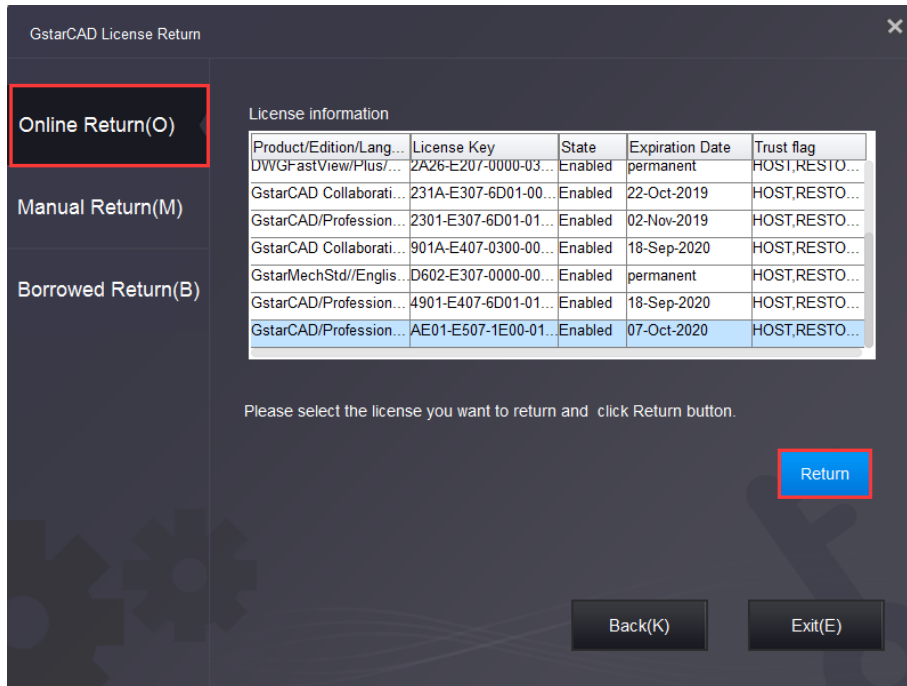 GstarCAD License Return
Online Return(O)
Manual Return(M)
Borrowed Return(B)
License information
Product/Edition/Lang... License Key State Expiration Date Trust flag
DWGFastView/Plus/... 2A26-E207-0000-03... Enabled permanent HOST,RESTO...
GstarCAD Collaborati... 231A-E307-6D01-00... Enabled 22-Oct-2019 HOST,RESTO...
GstarCAD/Profession... 2301-E307-6D01-01... Enabled 02-Nov-2019 HOST,RESTO...
GstarCAD Collaborati... 901A-E407-0300-00... Enabled 18-Sep-2020 HOST,RESTO...
GstarMechStd//Englis... D602-E307-0000-00... Enabled permanent HOST,RESTO...
GstarCAD/Profession... 4901-E407-6D01-01... Enabled 18-Sep-2020 HOST,RESTO...
GstarCAD/Profession... AE01-E507-1E00-01... Enabled 07-Oct-2020 HOST,RESTO...
Please select the license you want to return and click Return button.
Return
Back(K) Exit(E)